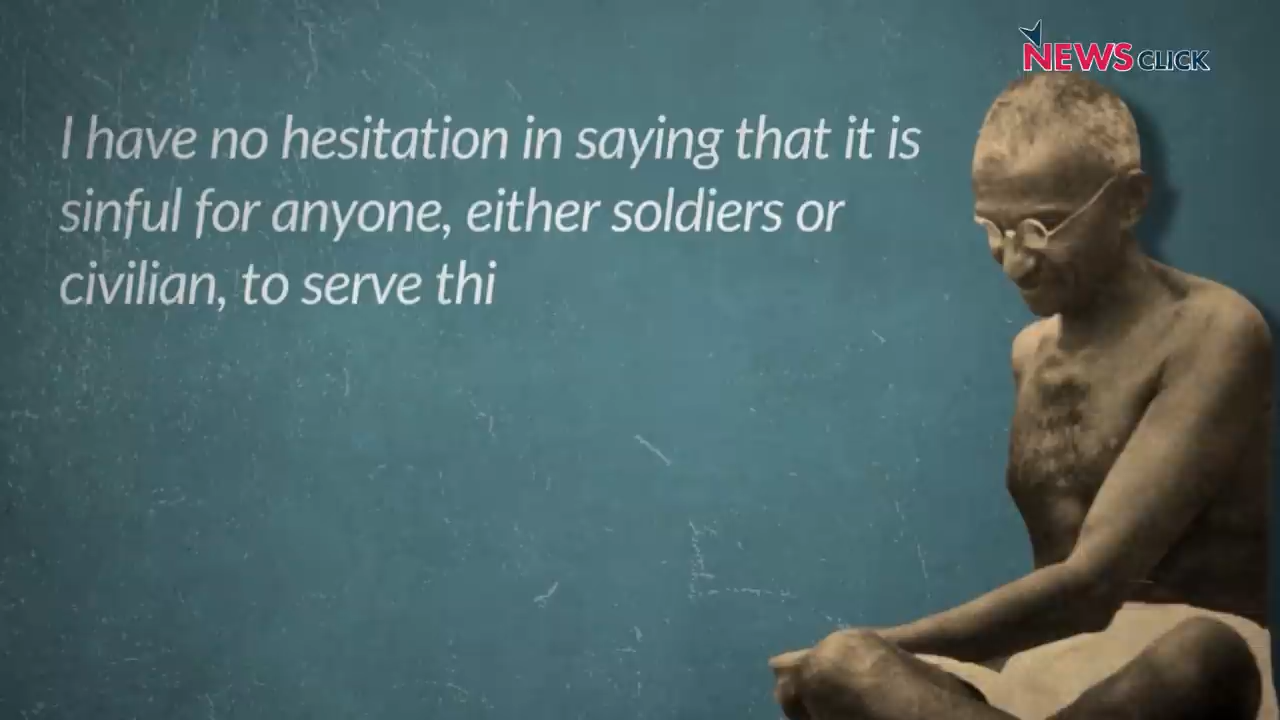 NEWSCLICK
I have no hesitation in saying that it is
sinful for anyone, either soldiers or
civilian, to serve thi